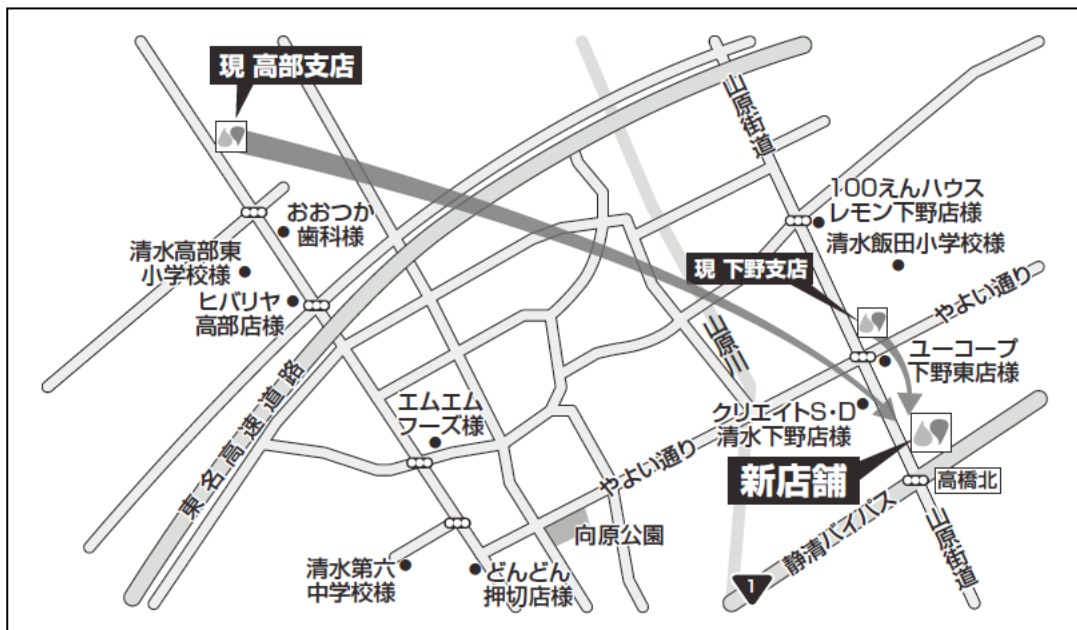 現 高部支店
山原街道
100えんハウス
レモン下野店様
おおつか
歯科様
清水飯田小学校様
清水高部東
小学校様
現 下野支店
やよい通り
ヒバリヤ
高部店様
山原川
ユーコープ
下野東店様
東名高速道路
エムエム
フーズ様
クリエイトS・D
清水下野店様
やよい通り
新店舗
高橋北
向原公園
静清バイパス
山原街道
清水第六
中学校様
どんどん
押切店様
1